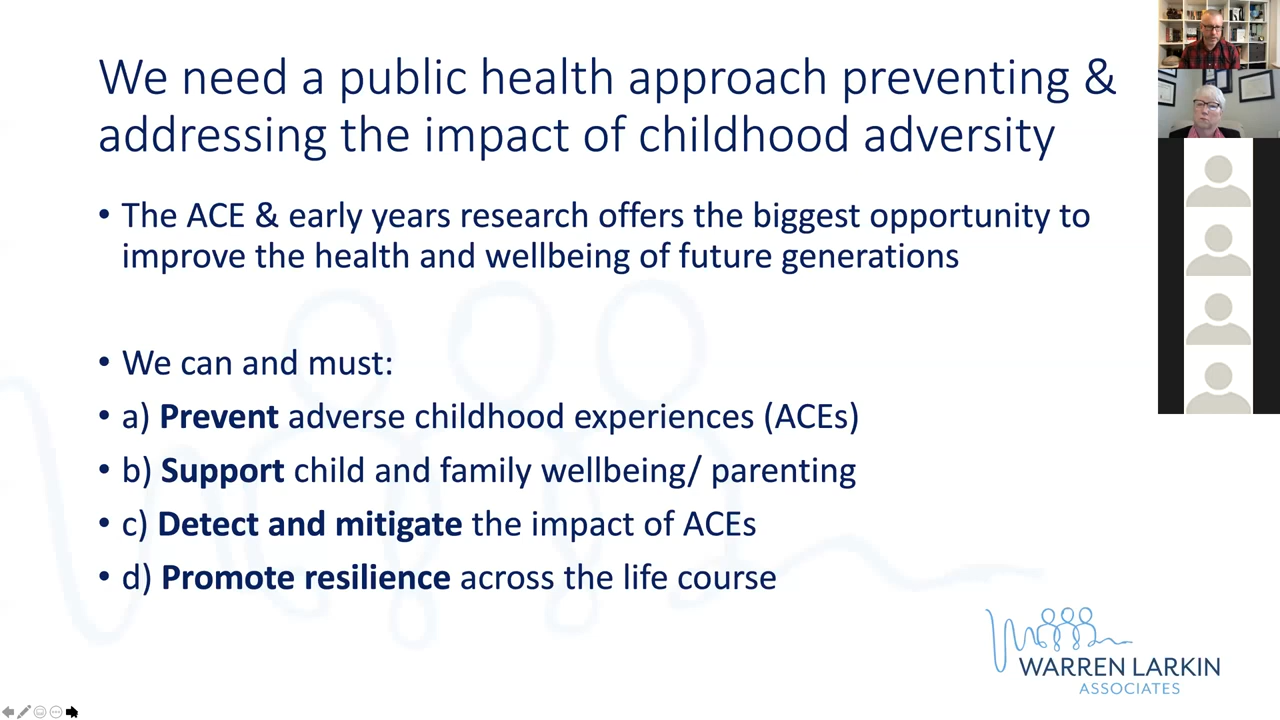 We need a public health approach preventing &
addressing the impact of childhood adversity
• The ACE & early years research offers the biggest opportunity to
improve the health and wellbeing of future generations
• We can and must:
• a) Prevent adverse childhood experiences (ACEs)
• b) Support child and family wellbeing/ parenting
• c) Detect and mitigate the impact of ACEs
• d) Promote resilience across the life course
WARREN LARKIN
ASSOCIATES